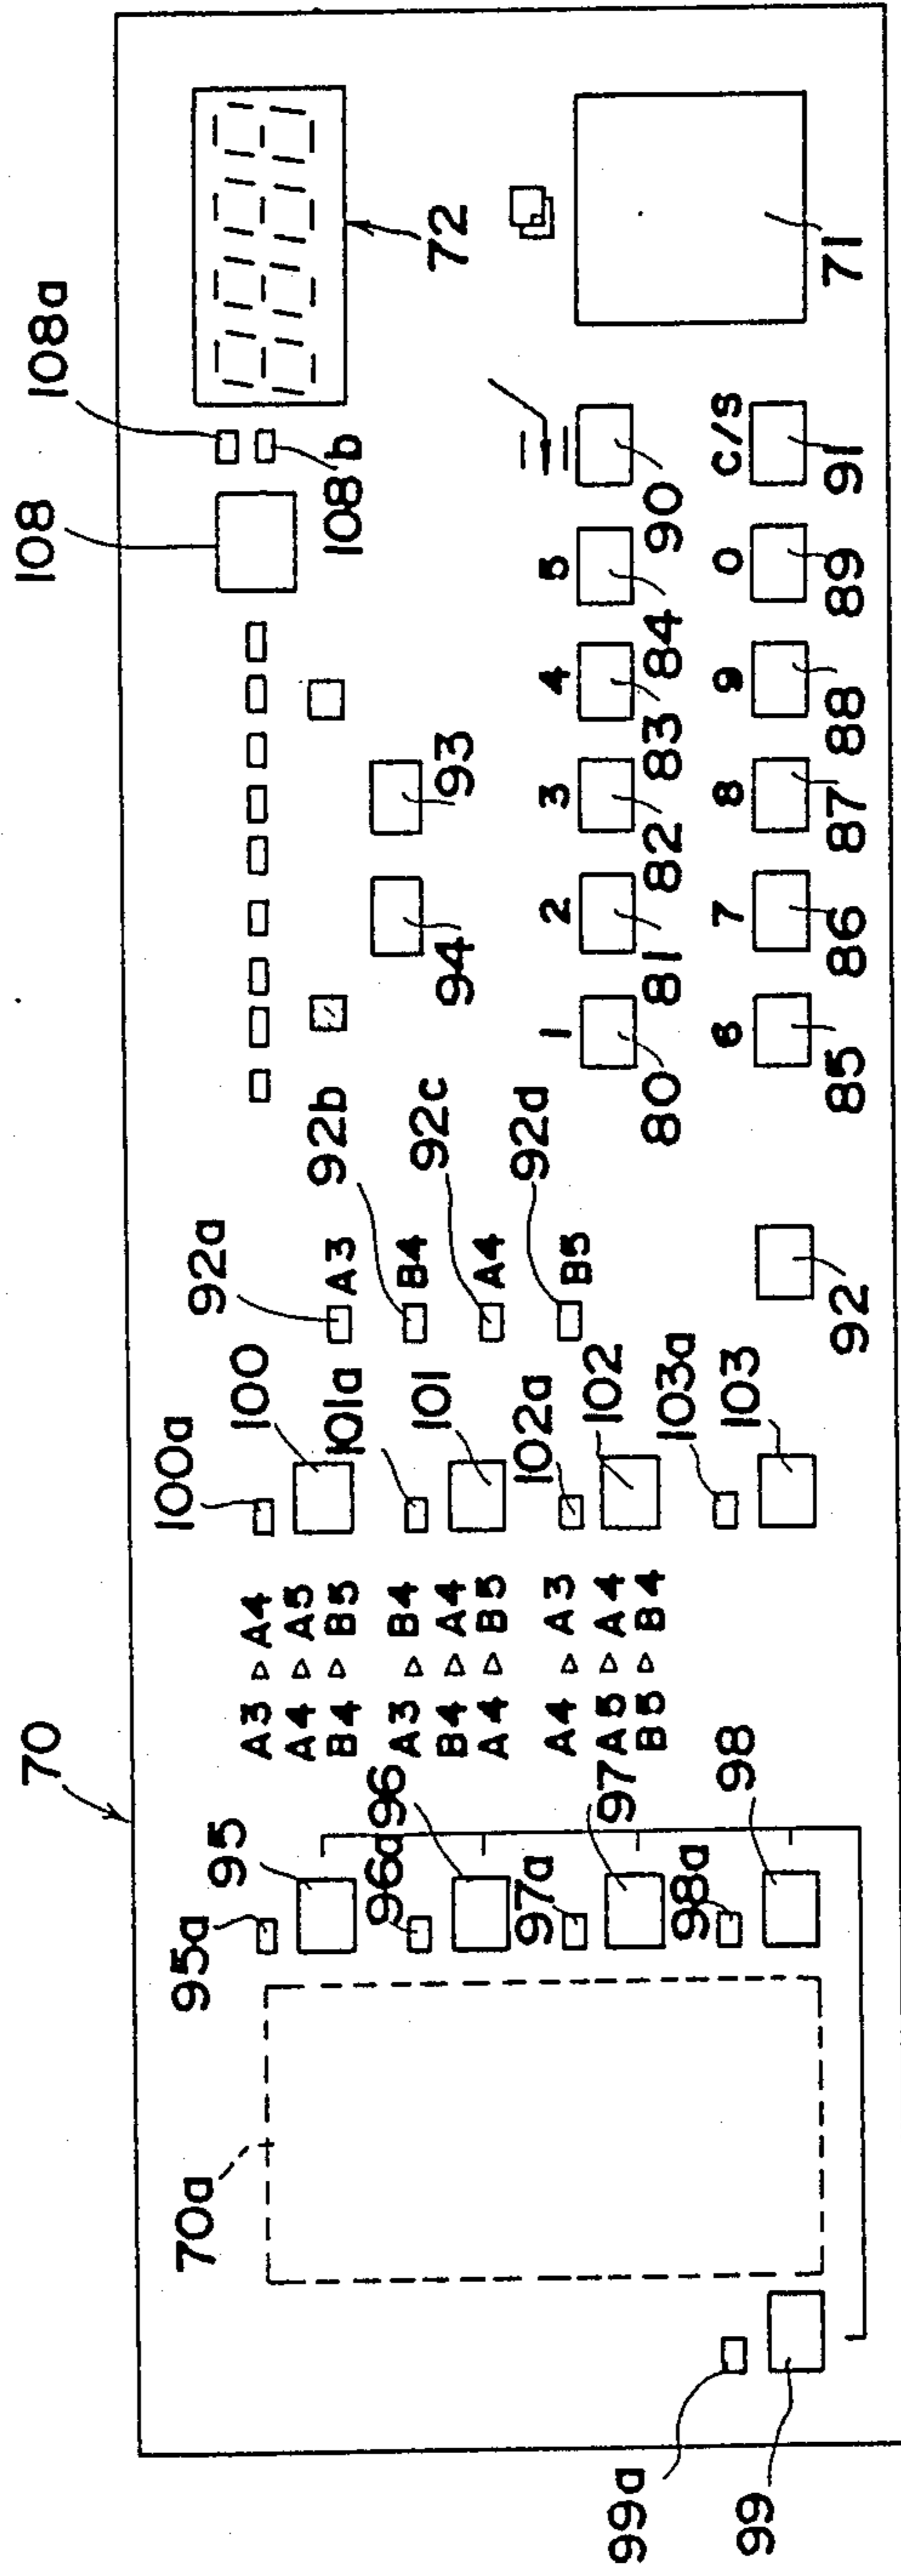 70
108
108a
108b
72
100a
100
92a
A3
95a
95
A3 ▷ A4
A4 ▷ A5
B4 ▷ B5
101a
92b
B4
94
93
96a
96
A3 ▷ B4
B4 ▷ A4
A4 ▷ B5
101
92c
A4
70a
97a
97
A4 ▷ A3
A5 ▷ A4
B5 ▷ B4
102a
102
92d
B5
1
2
3
4
5
80
81
82
83
84
90
98a
98
103a
103
6
7
8
9
0
C/S
99a
99
92
85
86
87
88
89
91
71